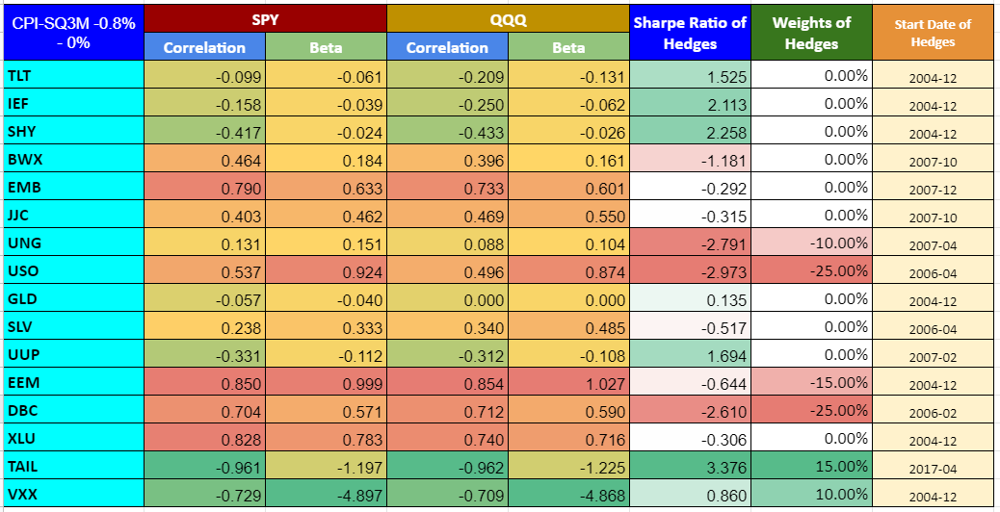 CPI-SQ3M -0.8% SPY QQQ Sharpe Ratio of Weights of Start Date of
- 0% Correlation Beta Correlation Beta Hedges Hedges Hedges
TLT -0.099 -0.061 -0.209 -0.131 1.525 0.00% 2004-12
IEF -0.158 -0.039 -0.250 -0.062 2.113 0.00% 2004-12
SHY -0.417 -0.024 -0.433 -0.026 2.258 0.00% 2004-12
BWX 0.464 0.184 0.396 0.161 -1.181 0.00% 2007-10
EMB 0.790 0.633 0.733 0.601 -0.292 0.00% 2007-12
JJC 0.403 0.462 0.469 0.550 -0.315 0.00% 2007-10
UNG 0.131 0.151 0.088 0.104 -2.791 -10.00% 2007-04
USO 0.537 0.924 0.496 0.874 -2.973 -25.00% 2006-04
GLD -0.057 -0.040 0.000 0.000 0.135 0.00% 2004-12
SLV 0.238 0.333 0.340 0.485 -0.517 0.00% 2006-04
UUP -0.331 -0.112 -0.312 -0.108 1.694 0.00% 2007-02
EEM 0.850 0.999 0.854 1.027 -0.644 -15.00% 2004-12
DBC 0.704 0.571 0.712 0.590 -2.610 -25.00% 2006-02
XLU 0.828 0.783 0.740 0.716 -0.306 0.00% 2004-12
TAIL -0.961 -1.197 -0.962 -1.225 3.376 15.00% 2017-04
VXX -0.729 -4.897 -0.709 -4.868 0.860 10.00% 2004-12